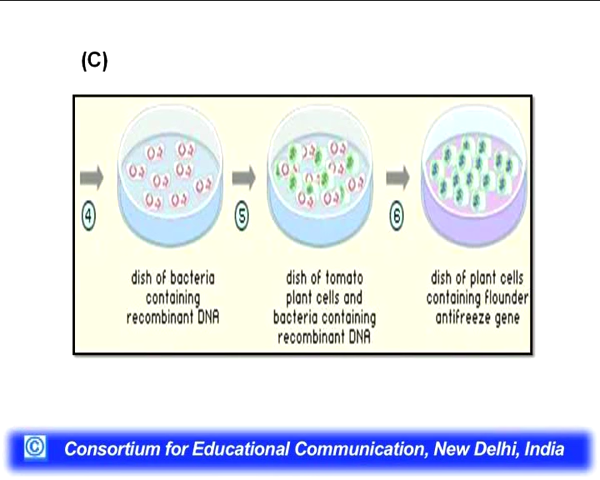 (C)
④ ⑤ ⑥
dish of bacteria
containing
recombinant DNA
dish of tomato
plant cells and
bacteria containing
recombinant DNA
dish of plant cells
containing flounder
antifreeze gene
© Consortium for Educational Communication, New Delhi, India